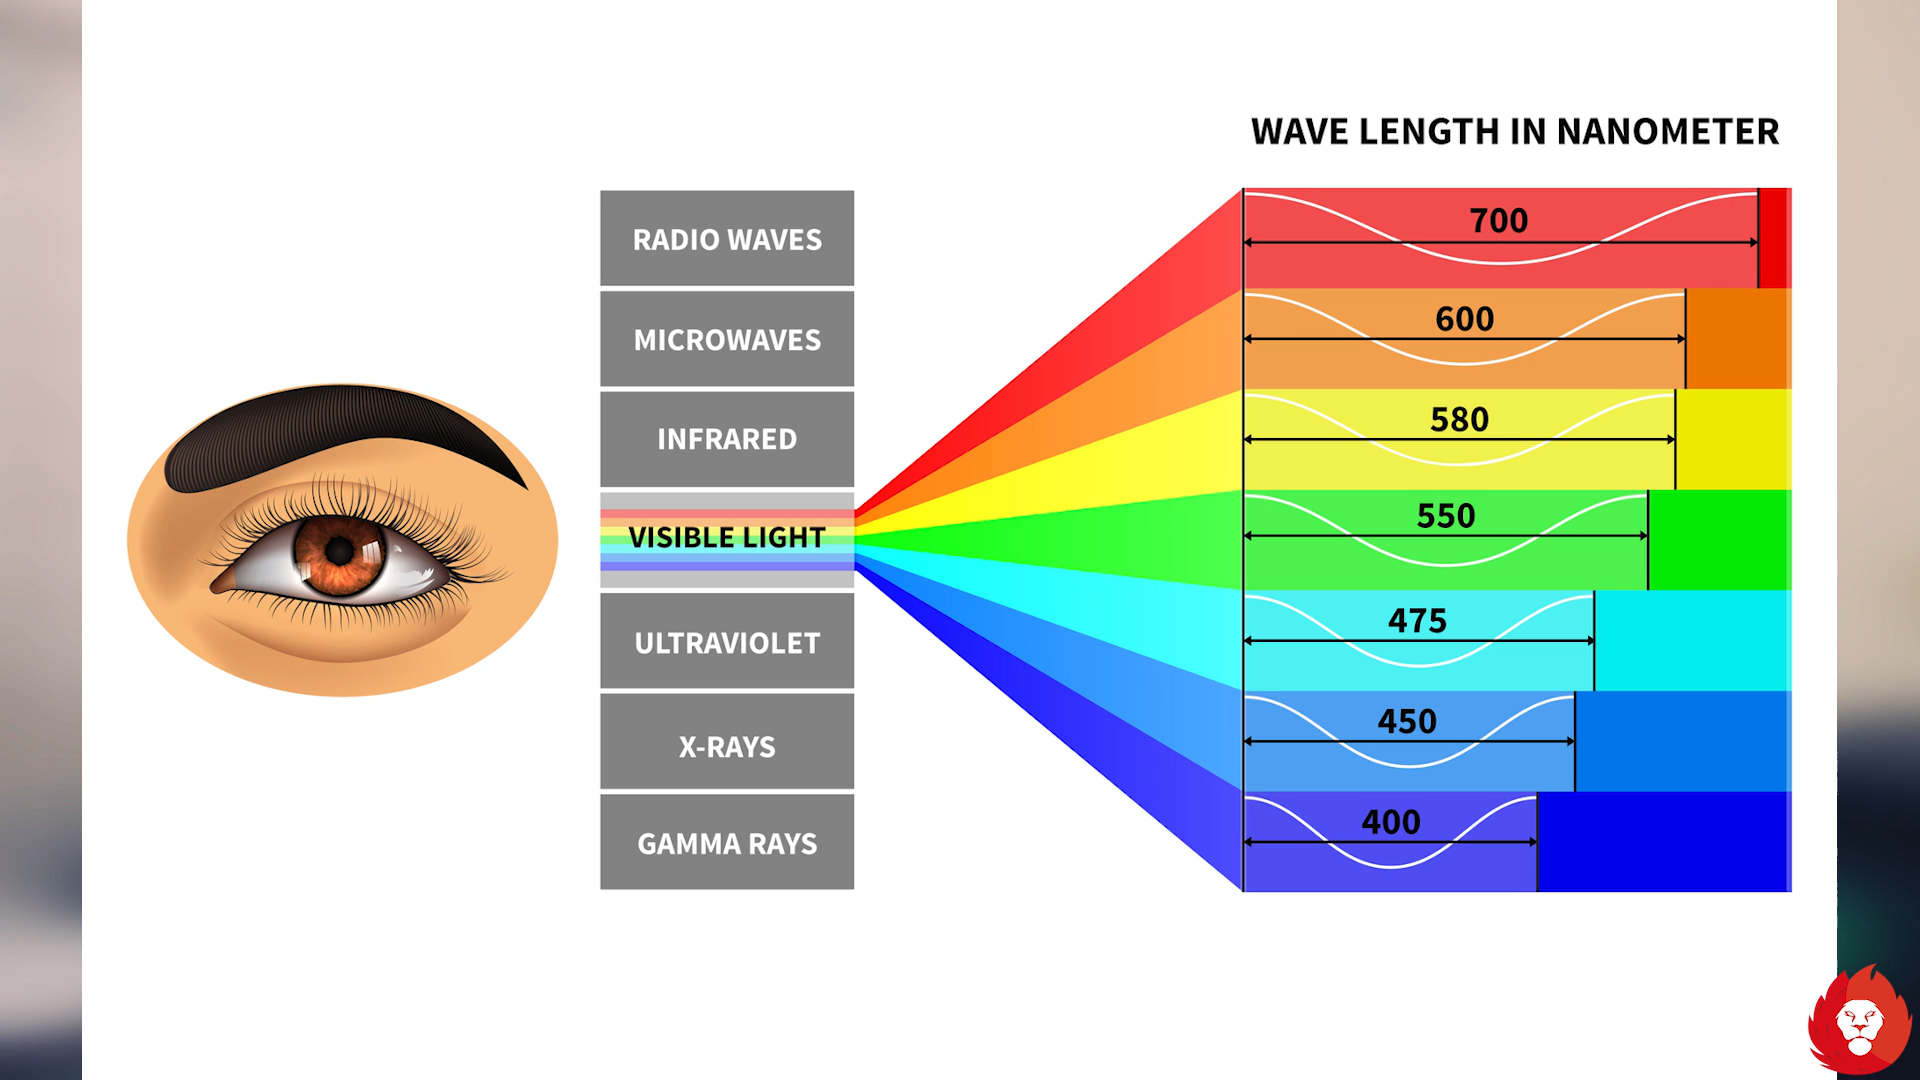 WAVE LENGTH IN NANOMETER
RADIO WAVES
MICROWAVES
INFRARED
VISIBLE LIGHT
ULTRAVIOLET
X-RAYS
GAMMA RAYS
700
600
580
550
475
450
400